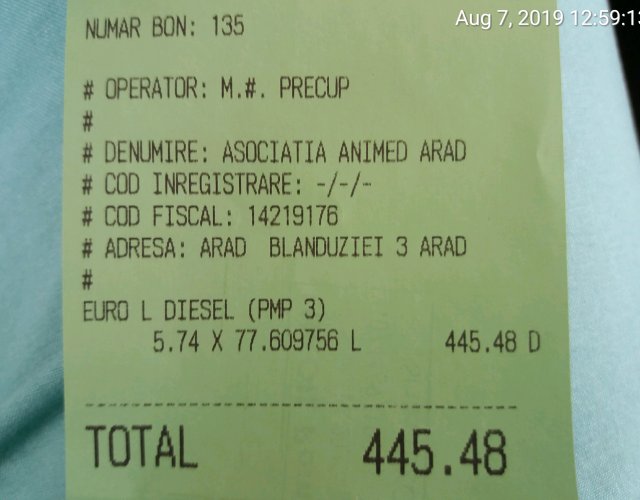 Aug 7, 2019 12:59:13
NUMAR BON: 135
# OPERATOR: M.#. PRECUP
#
# DENUMIRE: ASOCIATIA ANIMED ARAD
# COD INREGISTRARE: -/-/-
# COD FISCAL: 14219176
# ADRESA: ARAD BLANDUZIEI 3 ARAD
#
EURO L DIESEL (PMP 3)
5.74 X 77.609756 L 445.48 D
TOTAL 445.48